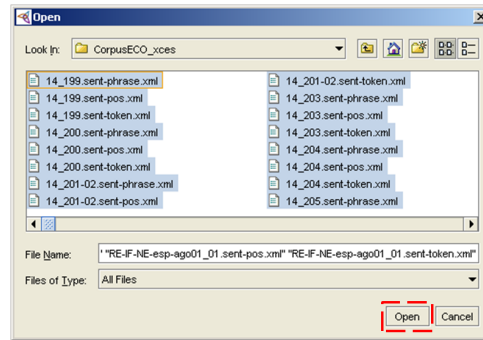 Open
Look In: CorpusECO_xces
14_199.sent-phrase.xml
14_199.sent-pos.xml
14_199.sent-token.xml
14_200.sent-phrase.xml
14_200.sent-pos.xml
14_200.sent-token.xml
14_201-02.sent-phrase.xml
14_201-02.sent-pos.xml
14_201-02.sent-token.xml
14_203.sent-phrase.xml
14_203.sent-pos.xml
14_203.sent-token.xml
14_204.sent-phrase.xml
14_204.sent-pos.xml
14_204.sent-token.xml
14_205.sent-phrase.xml
File Name: ' "RE-IF-NE-esp-ago01_01.sent-pos.xml" "RE-IF-NE-esp-ago01_01.sent-token.xml"
Files of Type: All Files
Open Cancel